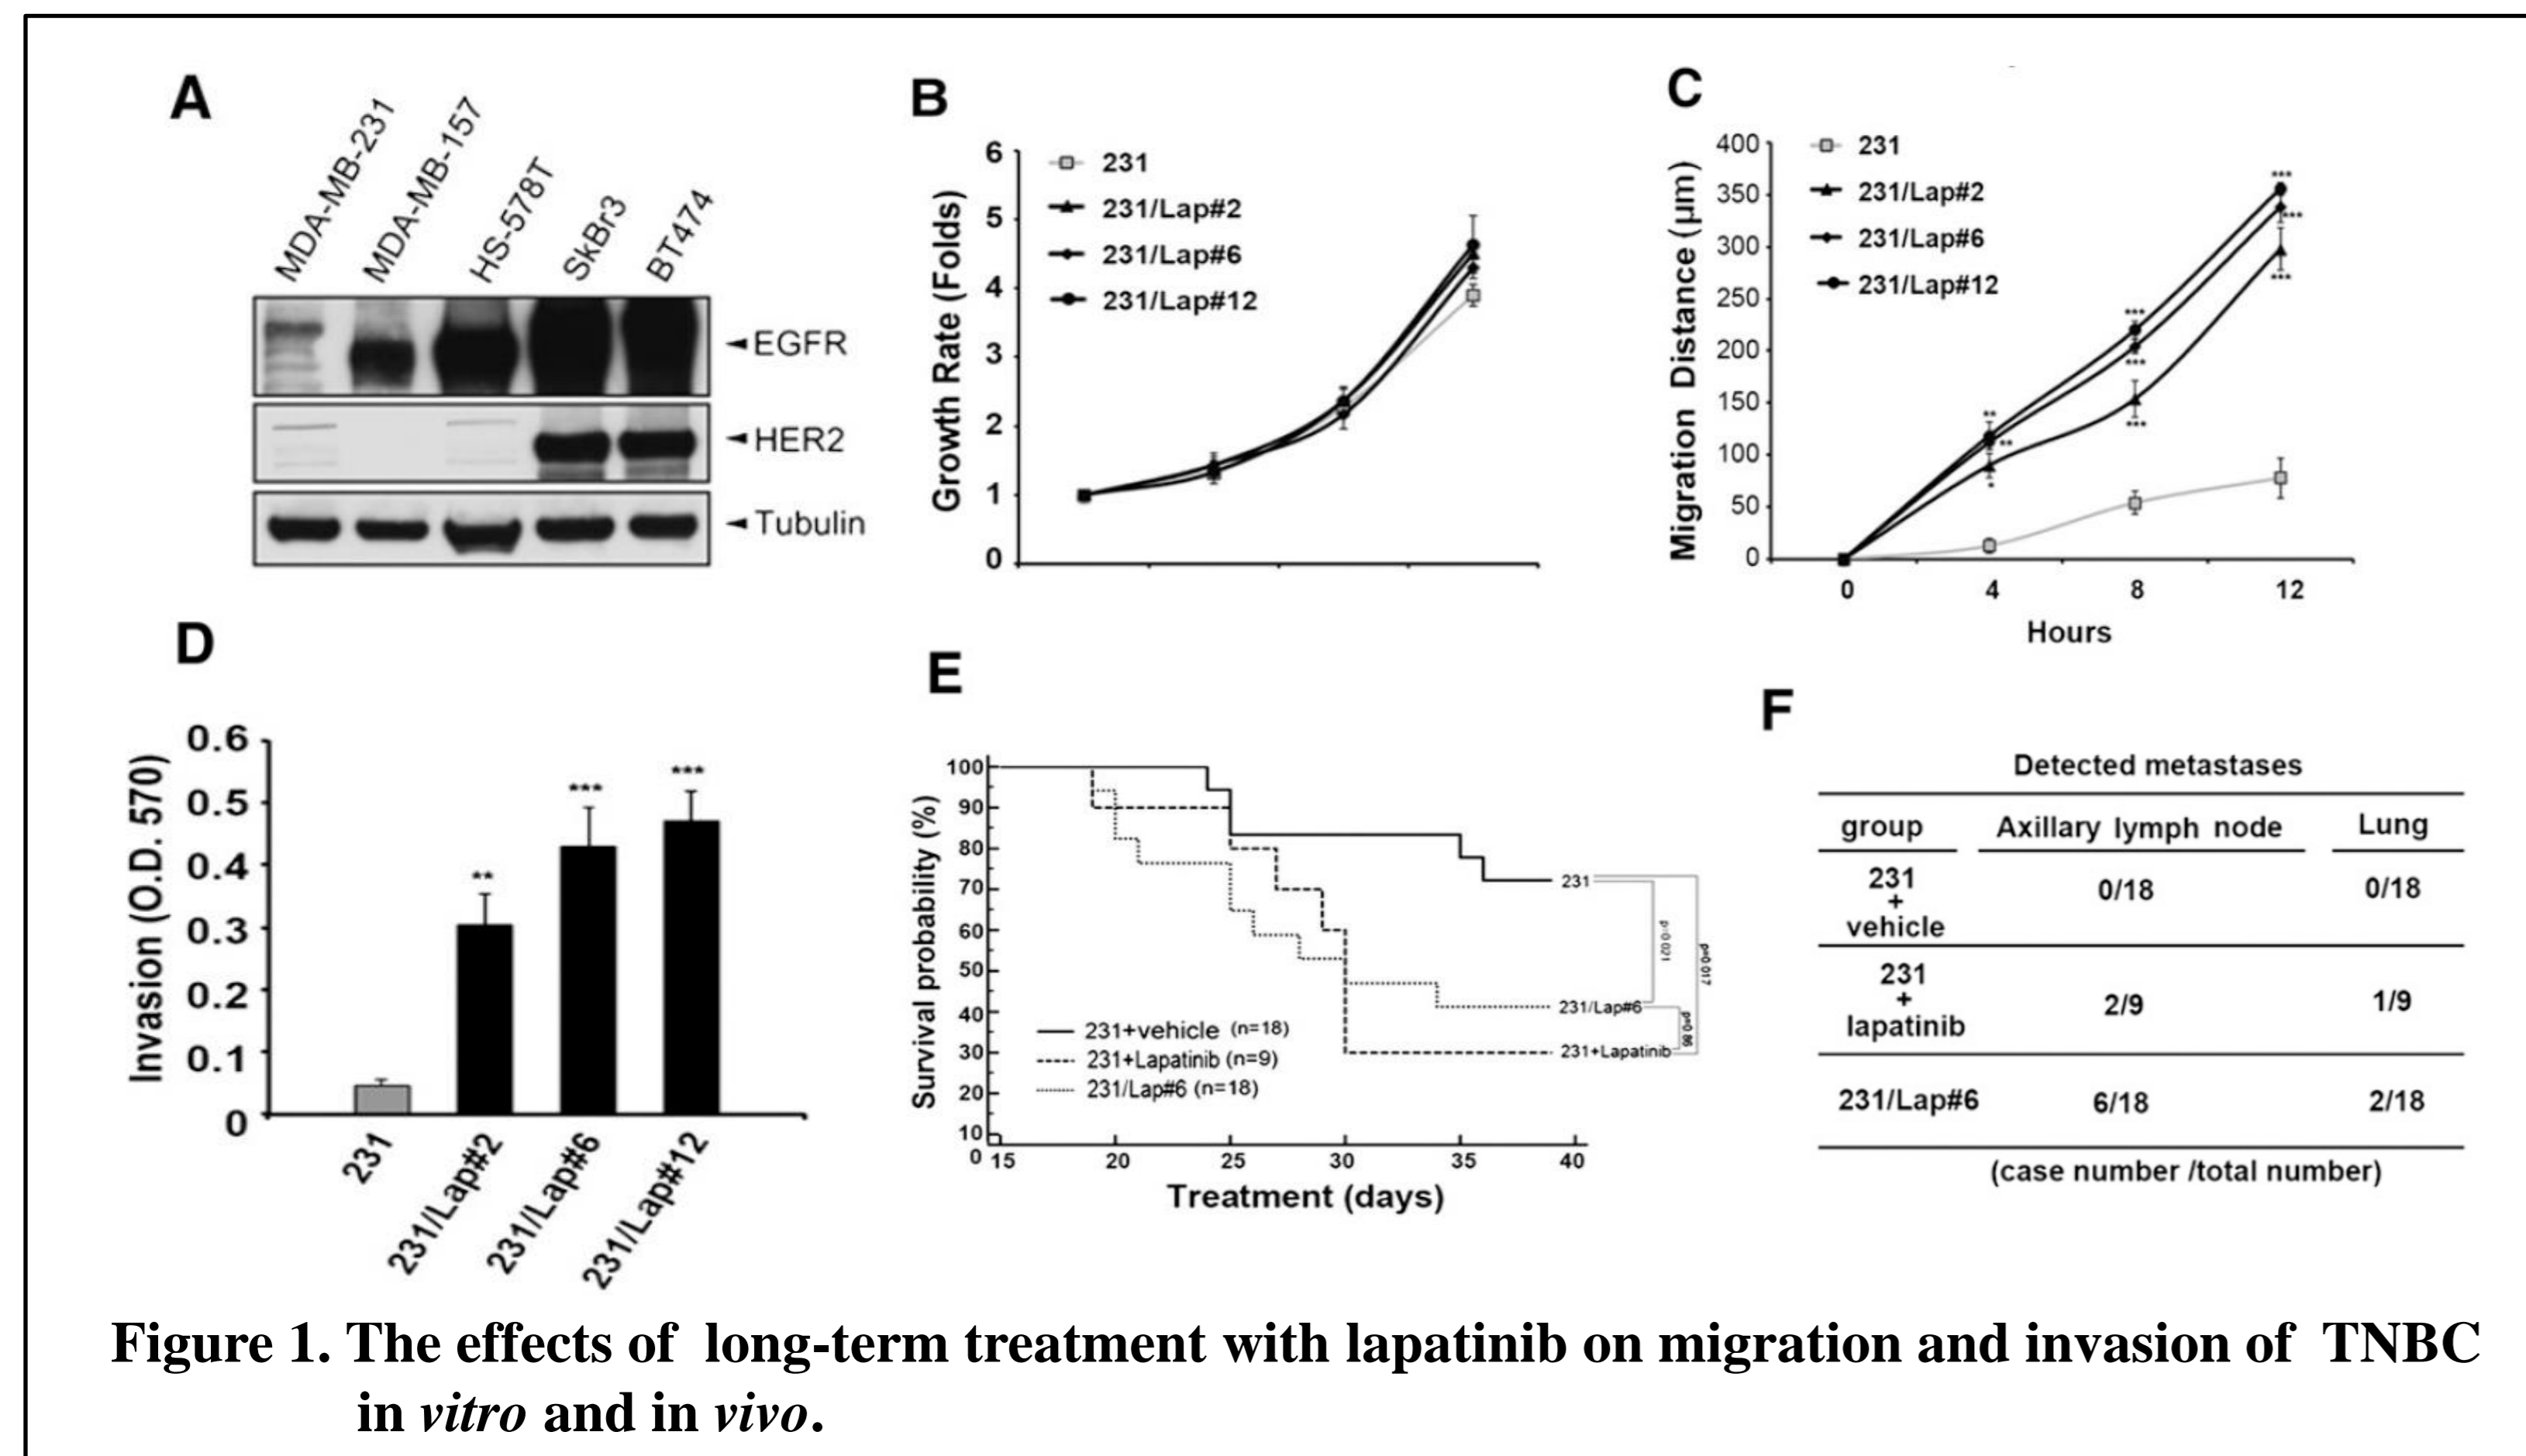 A
MDA-MB-231
MDA-MB-157
HS-578T
SkBr3
BT474
EGFR
HER2
Tubulin
B
Growth Rate (Folds)
6
5
4
3
2
1
0
231
231/Lap#2
231/Lap#6
231/Lap#12
C
Migration Distance (μm)
400
350
300
250
200
150
100
50
0
231
231/Lap#2
231/Lap#6
231/Lap#12
**
**
*
***
***
***
***
***
***
0 4 8 12
Hours
D
Invasion (O.D. 570)
0.6
0.5
0.4
0.3
0.2
0.1
0
**
***
***
231
231/Lap#2
231/Lap#6
231/Lap#12
E
Survival probability (%)
100
90
80
70
60
50
40
30
20
10
0 15 20 25 30 35 40
Treatment (days)
231+vehicle (n=18)
231+Lapatinib (n=9)
231/Lap#6 (n=18)
231
231/Lap#6
231+Lapatinib
p=0.021
p=0.017
p=0.86
F
Detected metastases
group Axillary lymph node Lung
231
+
vehicle
0/18 0/18
231
+
lapatinib
2/9 1/9
231/Lap#6 6/18 2/18
(case number /total number)
Figure 1. The effects of long-term treatment with lapatinib on migration and invasion of TNBC
in vitro and in vivo.